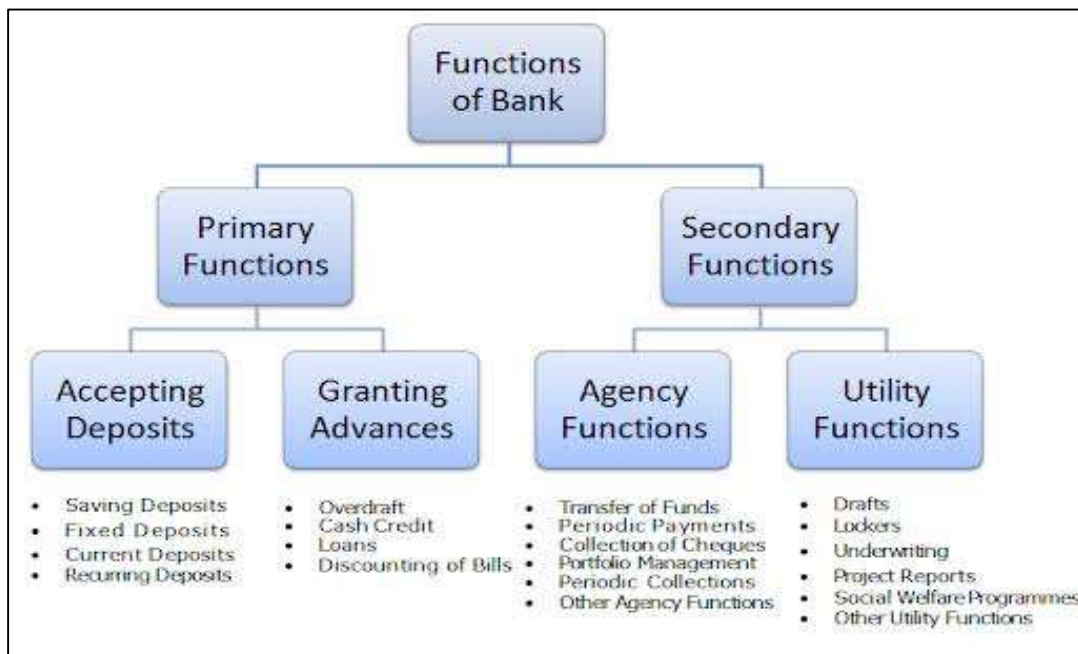 Functions
of Bank
Primary
Functions
Secondary
Functions
Accepting
Deposits
Granting
Advances
Agency
Functions
Utility
Functions
• Saving Deposits
• Fixed Deposits
• Current Deposits
• Recurring Deposits
• Overdraft
• Cash Credit
• Loans
• Discounting of Bills
• Transfer of Funds
• Periodic Payments
• Collection of Cheques
• Portfolio Management
• Periodic Collections
• Other Agency Functions
• Drafts
• Lockers
• Underwriting
• Project Reports
• Social Welfare Programmes
• Other Utility Functions